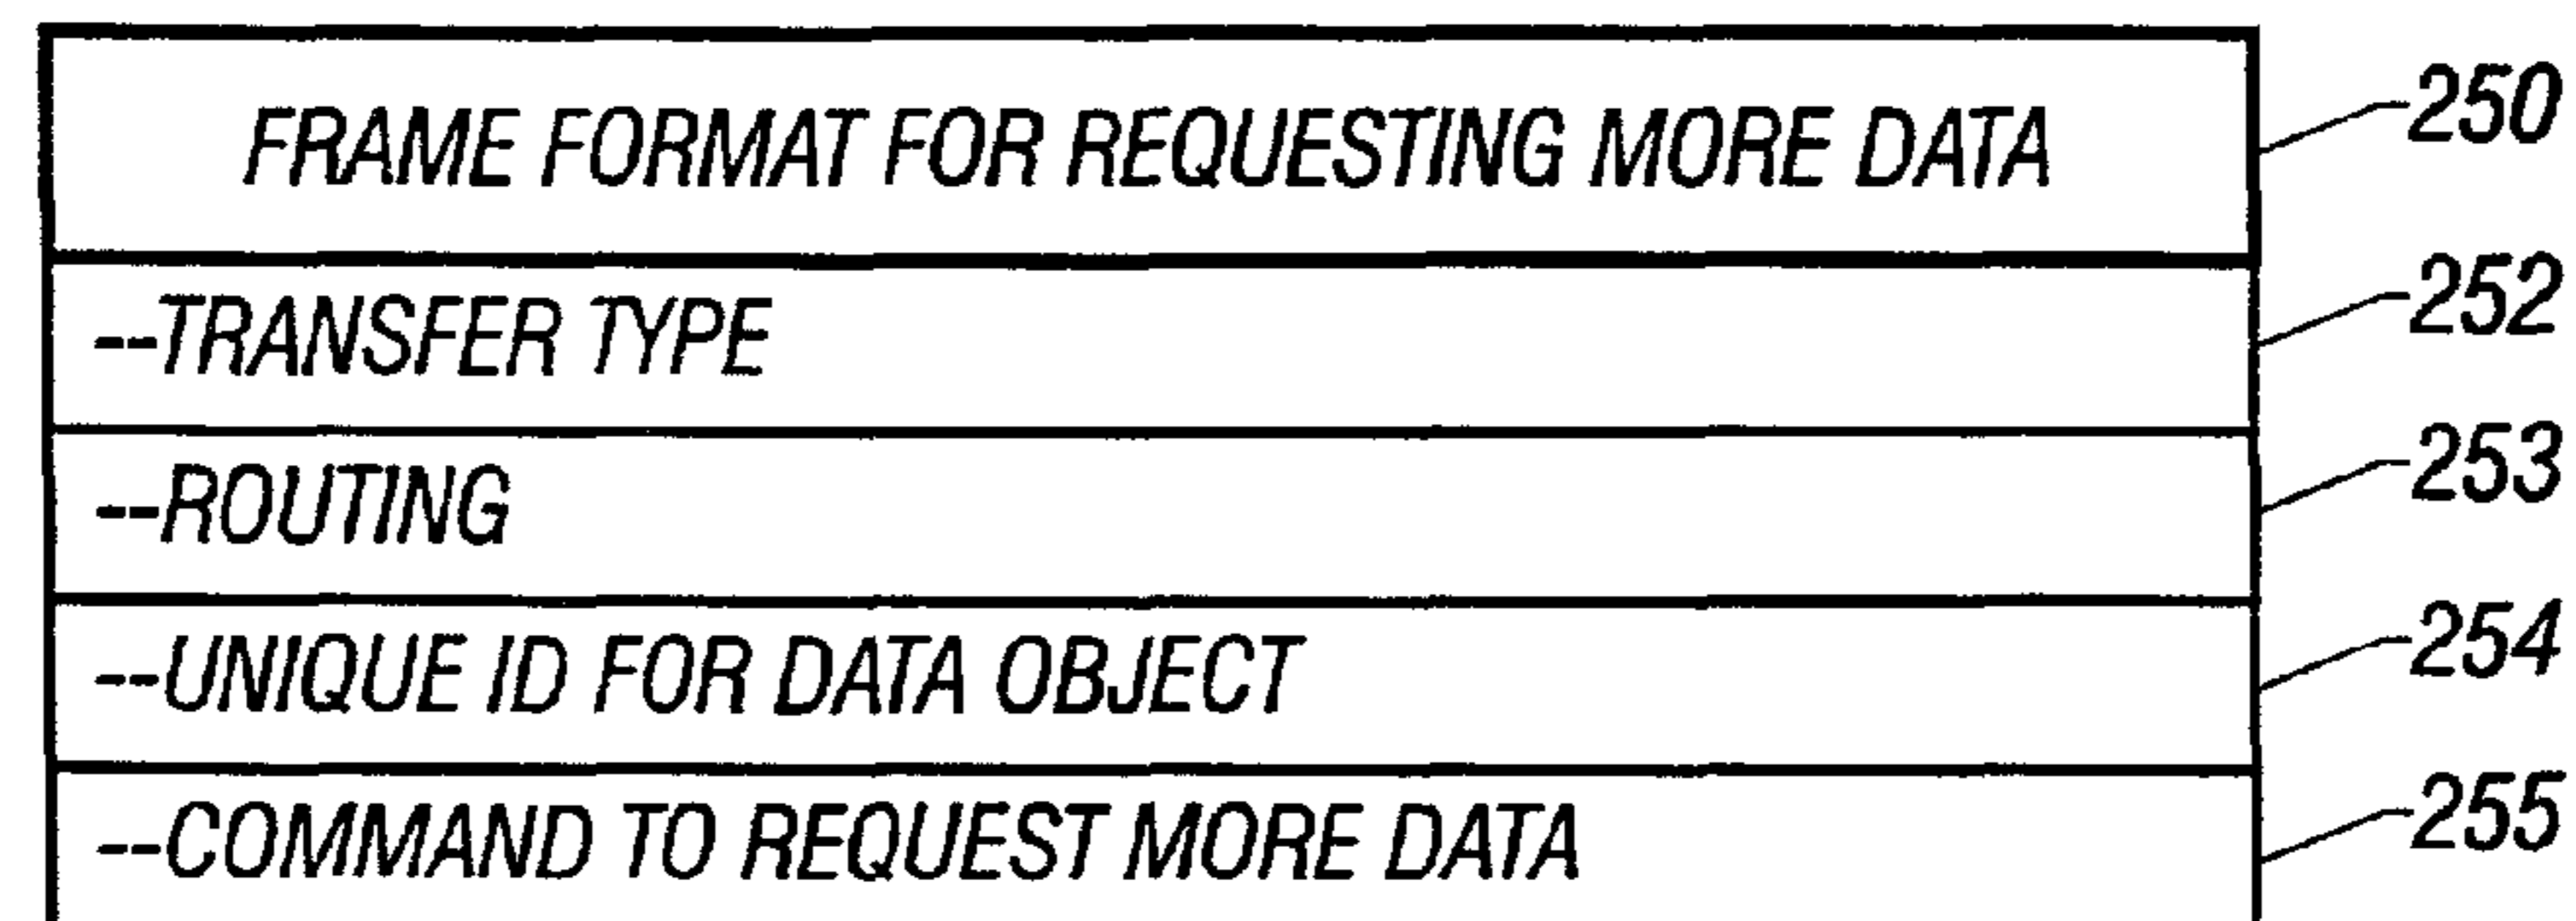 FRAME FORMAT FOR REQUESTING MORE DATA 250
--TRANSFER TYPE 252
--ROUTING 253
--UNIQUE ID FOR DATA OBJECT 254
--COMMAND TO REQUEST MORE DATA 255